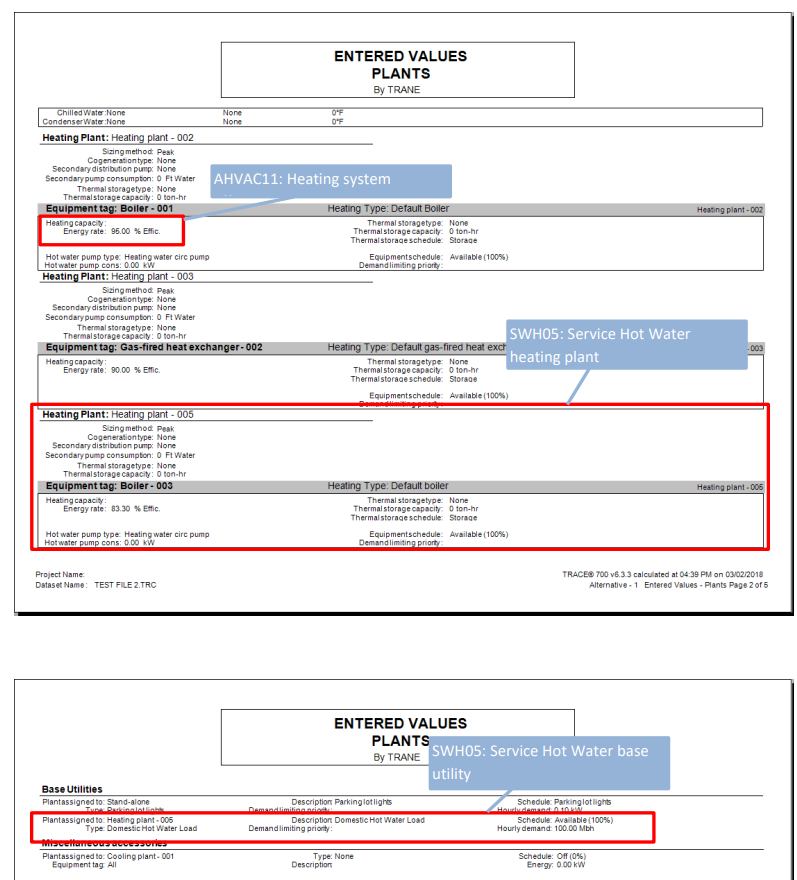 ENTERED VALUES
PLANTS
By TRANE
Chilled Water: None None 0°F
Condenser Water: None None 0°F
Heating Plant: Heating plant - 002
Sizing method: Peak
Cogeneration type: None
Secondary distribution pump: None
Secondary pump consumption: 0 Ft Water
Thermal storage type: None
Thermal storage capacity: 0 ton-hr
AHVAC11: Heating system
Equipment tag: Boiler - 001 Heating Type: Default Boiler Heating plant - 002
Heating capacity: Thermal storage type: None
Energy rate: 95.00 % Effic. Thermal storage capacity: 0 ton-hr
Thermal storage schedule: Storage
Hot water pump type: Heating water circ pump Equipment schedule: Available (100%)
Hot water pump cons: 0.00 kW Demand limiting priority:
Heating Plant: Heating plant - 003
Sizing method: Peak
Cogeneration type: None
Secondary distribution pump: None
Secondary pump consumption: 0 Ft Water
Thermal storage type: None
Thermal storage capacity: 0 ton-hr
SWH05: Service Hot Water
heating plant
Equipment tag: Gas-fired heat exchanger - 002 Heating Type: Default gas-fired heat exch - 003
Heating capacity: Thermal storage type: None
Energy rate: 90.00 % Effic. Thermal storage capacity: 0 ton-hr
Thermal storage schedule: Storage
Equipment schedule: Available (100%)
Demand limiting priority:
Heating Plant: Heating plant - 005
Sizing method: Peak
Cogeneration type: None
Secondary distribution pump: None
Secondary pump consumption: 0 Ft Water
Thermal storage type: None
Thermal storage capacity: 0 ton-hr
Equipment tag: Boiler - 003 Heating Type: Default boiler Heating plant - 005
Heating capacity: Thermal storage type: None
Energy rate: 83.30 % Effic. Thermal storage capacity: 0 ton-hr
Thermal storage schedule: Storage
Hot water pump type: Heating water circ pump Equipment schedule: Available (100%)
Hot water pump cons: 0.00 kW Demand limiting priority:
Project Name: TRACE® 700 v6.3.3 calculated at 04:39 PM on 03/02/2018
Dataset Name: TEST FILE 2.TRC Alternative - 1 Entered Values - Plants Page 2 of 5
ENTERED VALUES
PLANTS
By TRANE
SWH05: Service Hot Water base
utility
Base Utilities
Plant assigned to: Stand-alone Description: Parking lot lights Schedule: Parking lot lights
Type: Parking lot lights Demand limiting priority: Hourly demand: 0.10 kW
Plant assigned to: Heating plant - 005 Description: Domestic Hot Water Load Schedule: Available (100%)
Type: Domestic Hot Water Load Demand limiting priority: Hourly demand: 100.00 Mbh
Miscellaneous accessories
Plant assigned to: Cooling plant - 001 Type: None Schedule: Off (0%)
Equipment tag: All Description: Energy: 0.00 kW